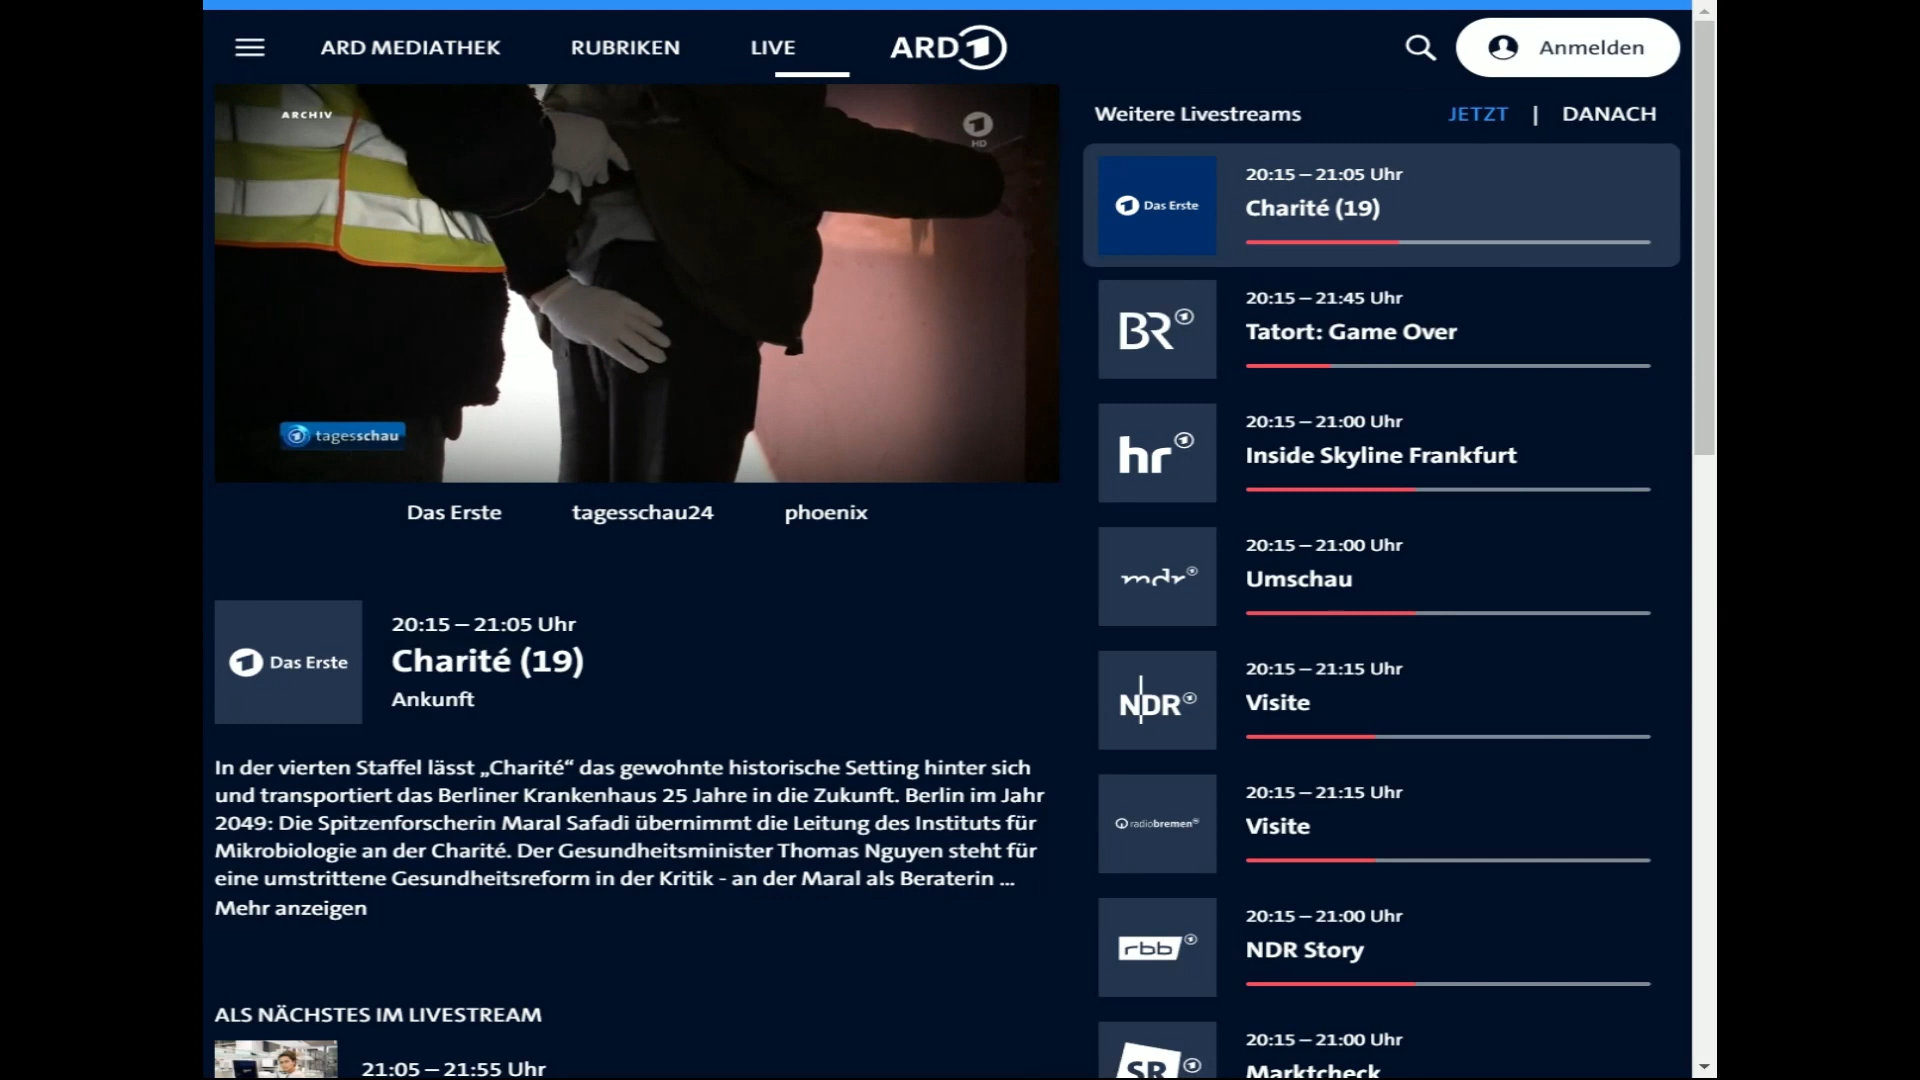 ARD MEDIATHEK
RUBRIKEN
LIVE
ARD 1
Anmelden
ARCHIV
1
HD
tagesschau
Das Erste
tagesschau24
phoenix
Das Erste
20:15 – 21:05 Uhr
Charité (19)
Ankunft
In der vierten Staffel lässt „Charité“ das gewohnte historische Setting hinter sich
und transportiert das Berliner Krankenhaus 25 Jahre in die Zukunft. Berlin im Jahr
2049: Die Spitzenforscherin Maral Safadi übernimmt die Leitung des Instituts für
Mikrobiologie an der Charité. Der Gesundheitsminister Thomas Nguyen steht für
eine umstrittene Gesundheitsreform in der Kritik - an der Maral als Beraterin ...
Mehr anzeigen
ALS NÄCHSTES IM LIVESTREAM
21:05 – 21:55 Uhr
Weitere Livestreams
JETZT | DANACH
Das Erste
20:15 – 21:05 Uhr
Charité (19)
BR
20:15 – 21:45 Uhr
Tatort: Game Over
hr
20:15 – 21:00 Uhr
Inside Skyline Frankfurt
mdr
20:15 – 21:00 Uhr
Umschau
NDR
20:15 – 21:15 Uhr
Visite
radiobremen
20:15 – 21:15 Uhr
Visite
rbb
20:15 – 21:00 Uhr
NDR Story
SR
20:15 – 21:00 Uhr
Marktcheck